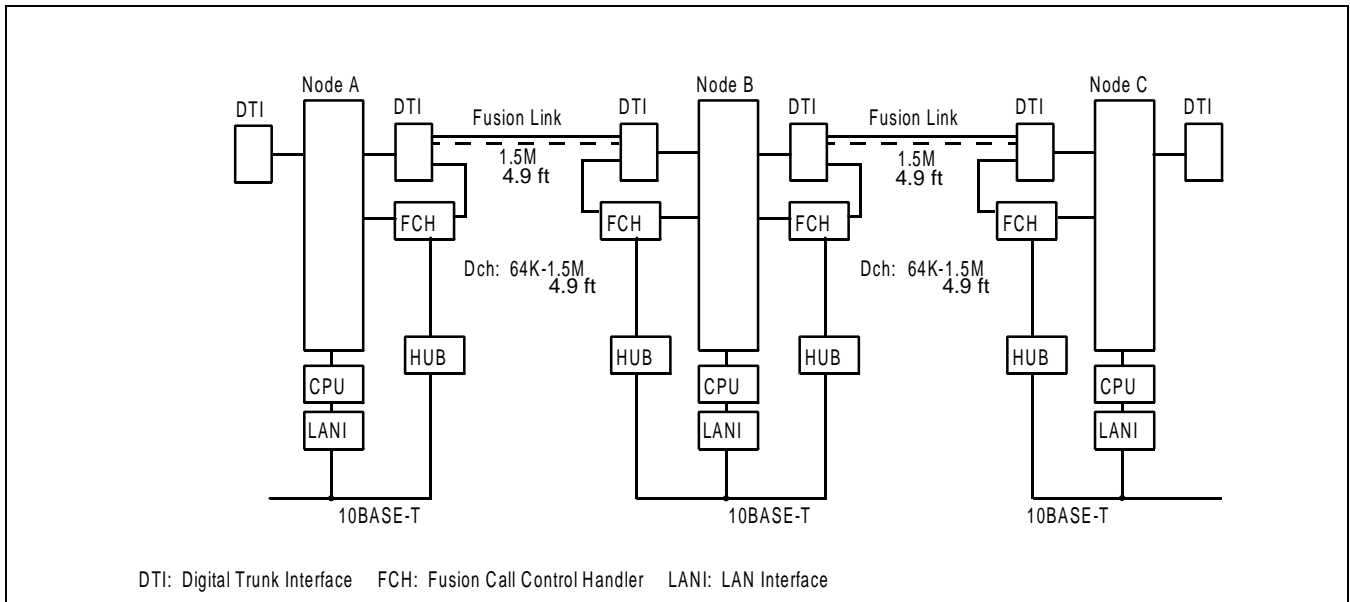 Node A
Node B
Node C
DTI
DTI
DTI
DTI
DTI
DTI
Fusion Link
Fusion Link
1.5M
4.9 ft
1.5M
4.9 ft
FCH
FCH
FCH
FCH
Dch: 64K-1.5M
4.9 ft
Dch: 64K-1.5M
4.9 ft
HUB
HUB
HUB
HUB
CPU
CPU
CPU
LANI
LANI
LANI
10BASE-T
10BASE-T
10BASE-T
DTI: Digital Trunk Interface FCH: Fusion Call Control Handler LANI: LAN Interface